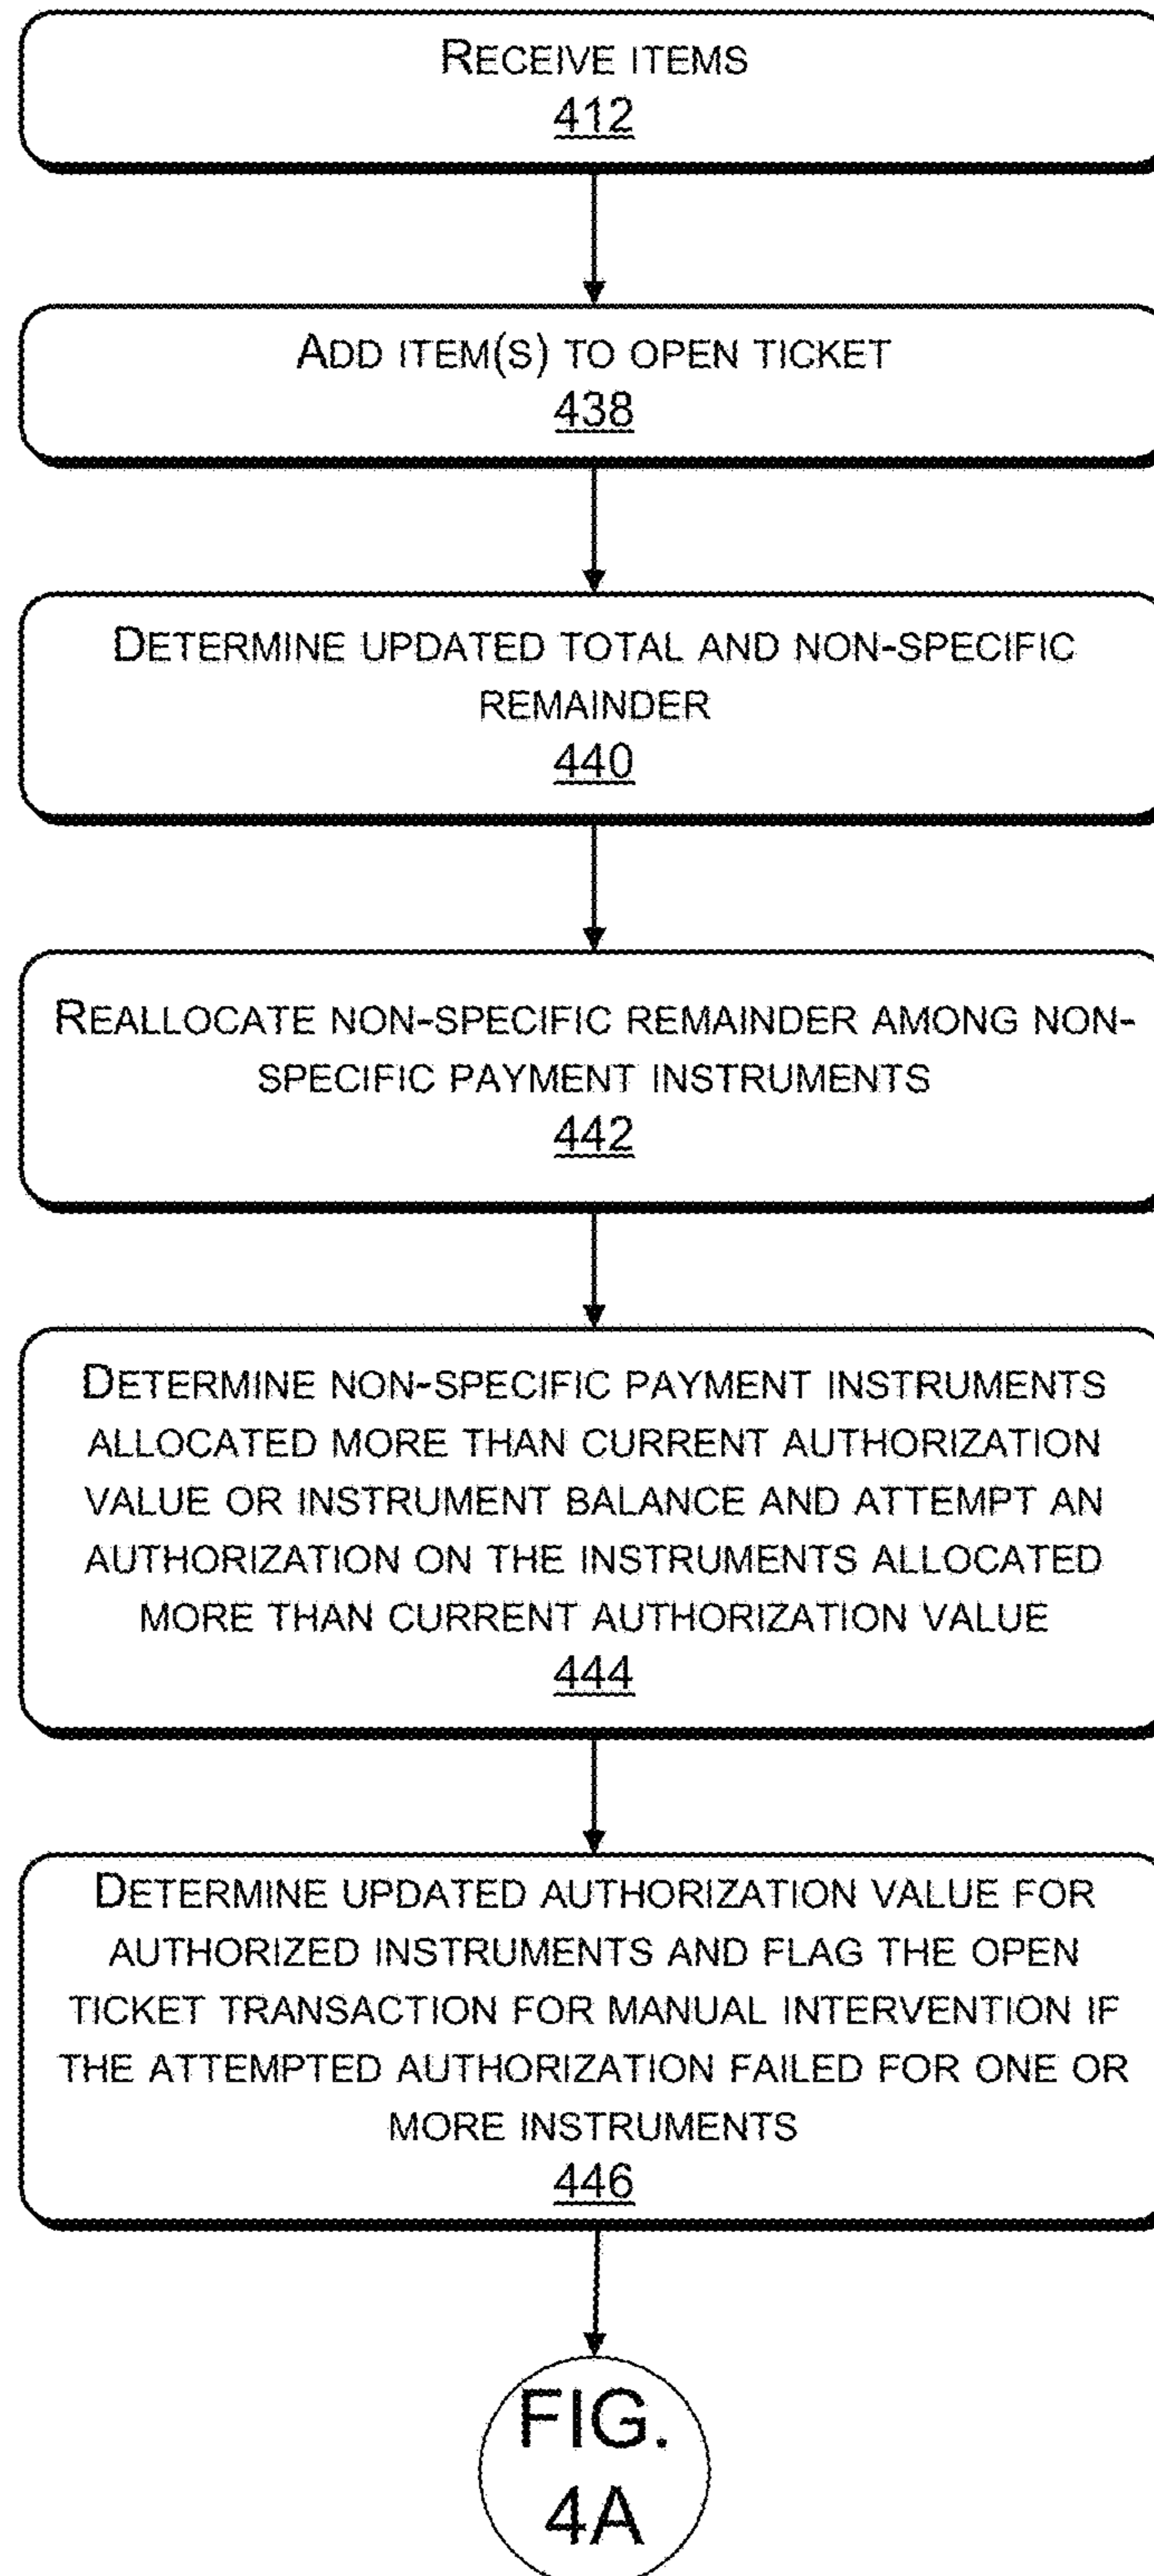 RECEIVE ITEMS
412
ADD ITEM(S) TO OPEN TICKET
438
DETERMINE UPDATED TOTAL AND NON-SPECIFIC
REMAINDER
440
REALLOCATE NON-SPECIFIC REMAINDER AMONG NON-
SPECIFIC PAYMENT INSTRUMENTS
442
DETERMINE NON-SPECIFIC PAYMENT INSTRUMENTS
ALLOCATED MORE THAN CURRENT AUTHORIZATION
VALUE OR INSTRUMENT BALANCE AND ATTEMPT AN
AUTHORIZATION ON THE INSTRUMENTS ALLOCATED
MORE THAN CURRENT AUTHORIZATION VALUE
444
DETERMINE UPDATED AUTHORIZATION VALUE FOR
AUTHORIZED INSTRUMENTS AND FLAG THE OPEN
TICKET TRANSACTION FOR MANUAL INTERVENTION IF
THE ATTEMPTED AUTHORIZATION FAILED FOR ONE OR
MORE INSTRUMENTS
446
FIG.
4A